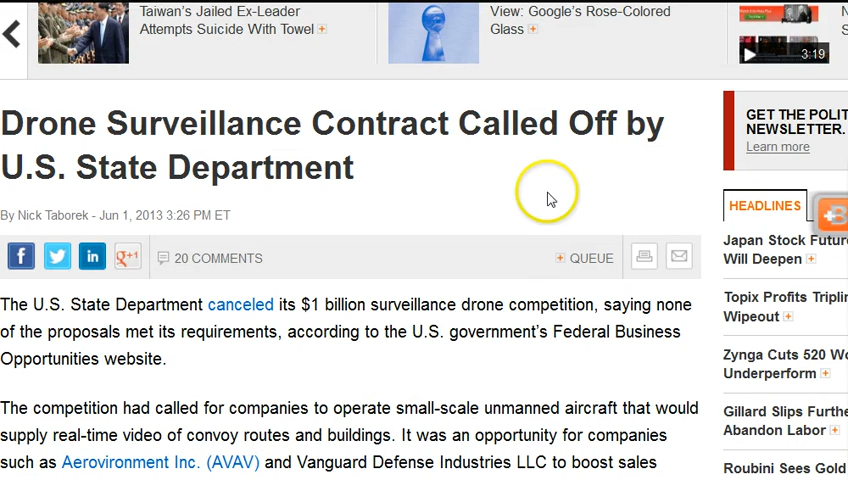 Taiwan's Jailed Ex-Leader
Attempts Suicide With Towel
View: Google's Rose-Colored
Glass
3:19
Drone Surveillance Contract Called Off by
U.S. State Department
By Nick Taborek - Jun 1, 2013 3:26 PM ET
f
in
g+1
20 COMMENTS
+ QUEUE
The U.S. State Department canceled its $1 billion surveillance drone competition, saying none
of the proposals met its requirements, according to the U.S. government's Federal Business
Opportunities website.
The competition had called for companies to operate small-scale unmanned aircraft that would
supply real-time video of convoy routes and buildings. It was an opportunity for companies
such as Aerovironment Inc. (AVAV) and Vanguard Defense Industries LLC to boost sales
GET THE POLIT
NEWSLETTER.
Learn more
HEADLINES
Japan Stock Future
Will Deepen
Topix Profits Triplin
Wipeout
Zynga Cuts 520 Wo
Underperform
Gillard Slips Furthe
Abandon Labor
Roubini Sees Gold